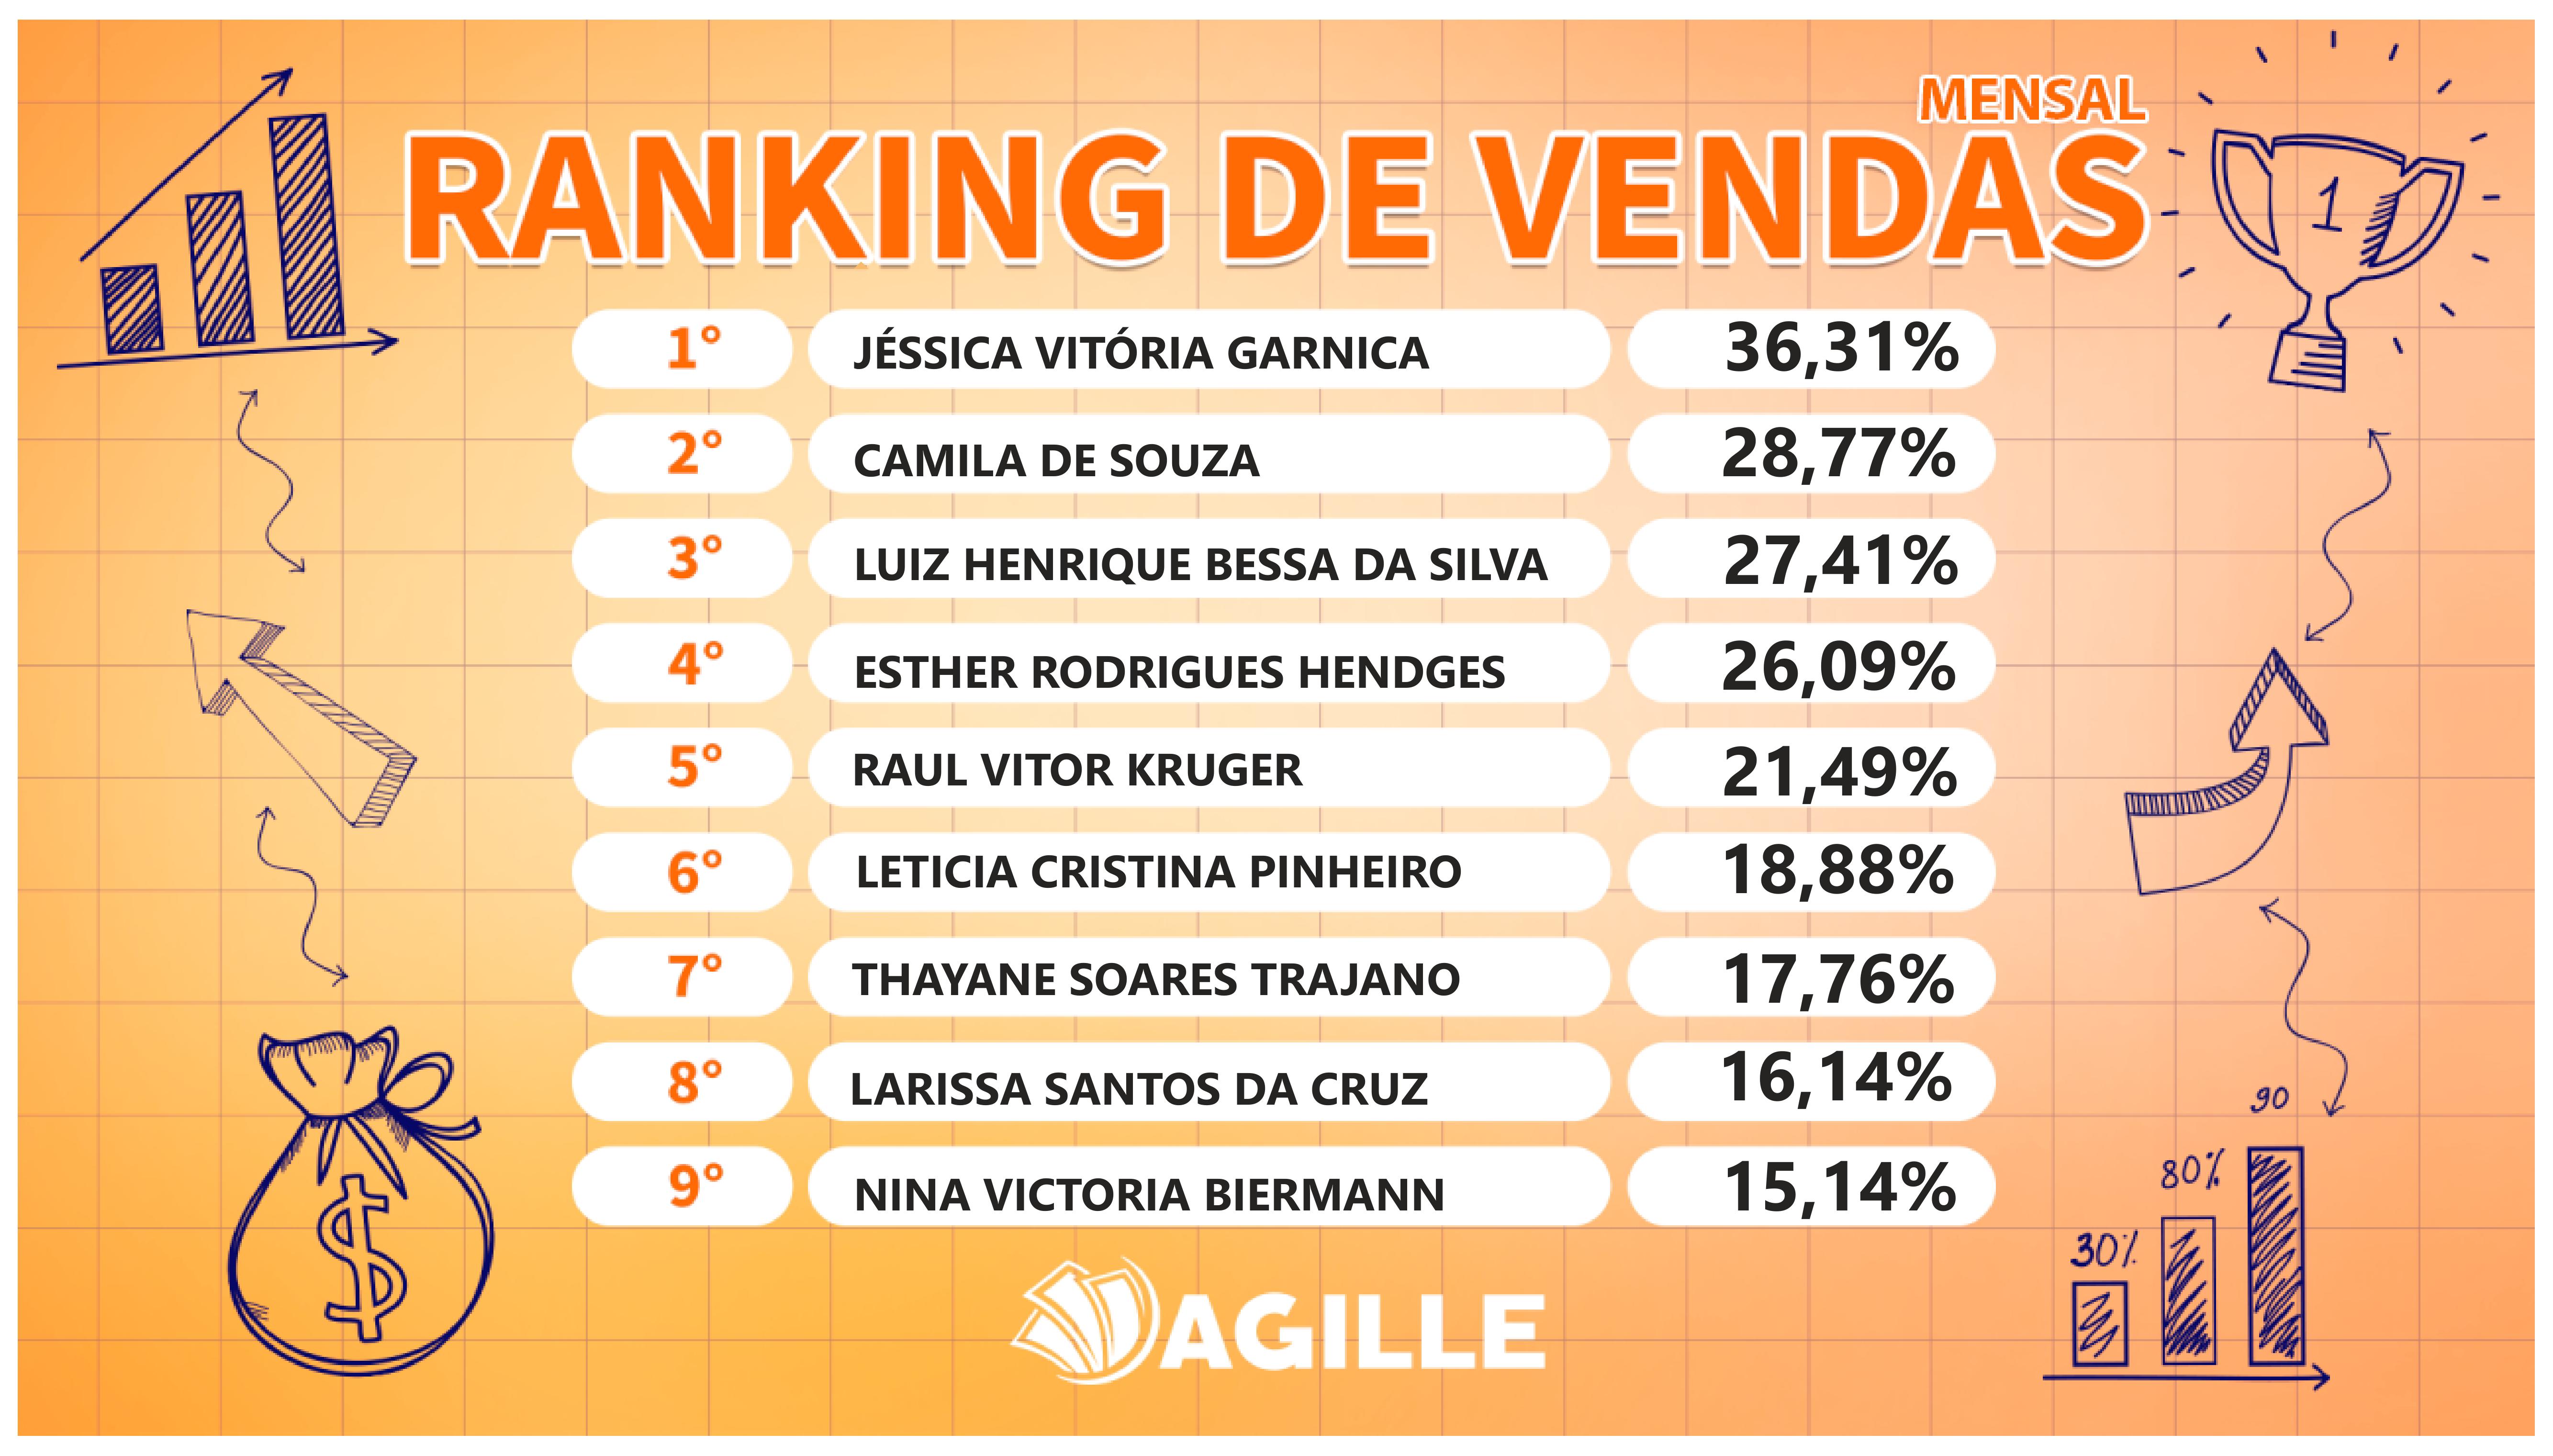 MENSAL
RANKING DE VENDAS
1
1° JÉSSICA VITÓRIA GARNICA 36,31%
2° CAMILA DE SOUZA 28,77%
3° LUIZ HENRIQUE BESSA DA SILVA 27,41%
4° ESTHER RODRIGUES HENDGES 26,09%
5° RAUL VITOR KRUGER 21,49%
6° LETICIA CRISTINA PINHEIRO 18,88%
7° THAYANE SOARES TRAJANO 17,76%
8° LARISSA SANTOS DA CRUZ 16,14%
9° NINA VICTORIA BIERMANN 15,14%
90
80%
30%
$
AGILLE